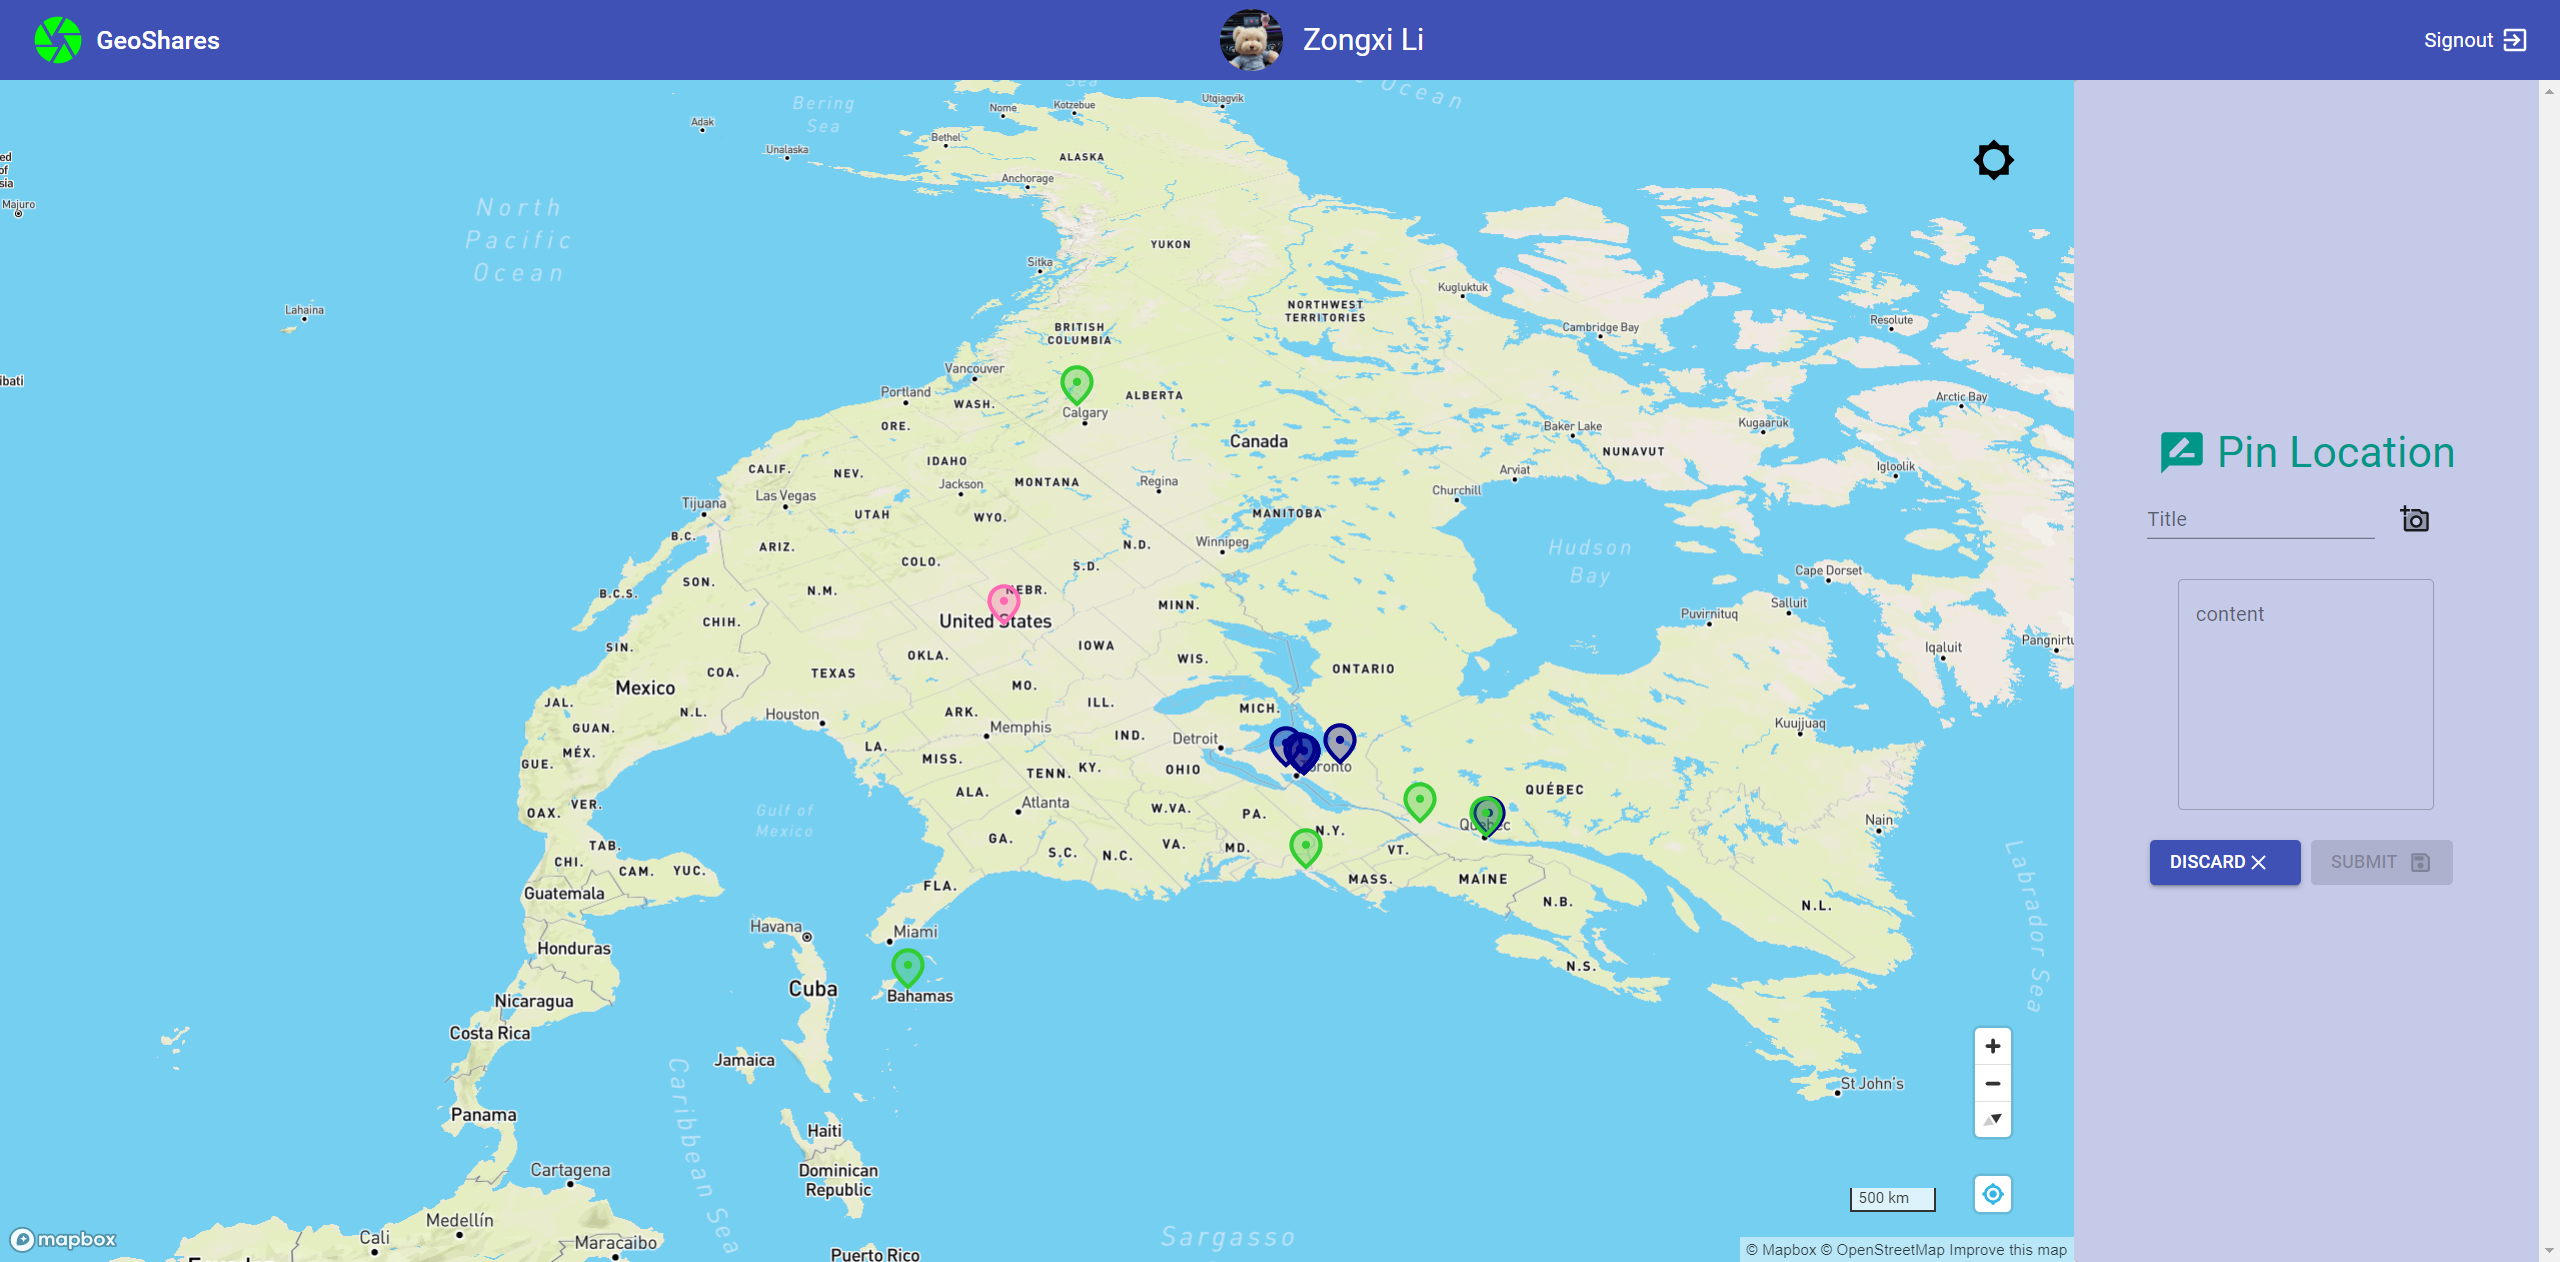 GeoShares
Zongxi Li
Signout
Bering
Sea
Sea
Ocean
Utqiagvik
Nome
Kotzebue
Adak
Bethel
Unalaska
ALASKA
Anchorage
ed
of
sia
Majuro
North
Pacific
Ocean
YUKON
Sitka
Kugluktuk
NORTHWEST
TERRITORIES
Lahaina
Resolute
Cambridge Bay
BRITISH
COLUMBIA
Vancouver
ibati
Portland
WASH.
ALBERTA
Calgary
Arctic Bay
ORE.
Baker Lake
Kugaaruk
Canada
NUNAVUT
IDAHO
CALIF.
NEV.
Arviat
Igloolik
Pin Location
Jackson
MONTANA
Regina
Churchill
Las Vegas
Tijuana
UTAH
WYO.
MANITOBA
Title
B.C.
ARIZ.
N.D.
Winnipeg
Hudson
Bay
COLO.
S.D.
Cape Dorset
SON.
B.C.S.
N.M.
NEBR.
MINN.
Puvirnituq
Salluit
content
CHIH.
United States
SIN.
OKLA.
IOWA
WIS.
ONTARIO
Iqaluit
Pangnirtu
COA.
TEXAS
Mexico
MO.
JAL.
N.L.
Houston
ARK.
ILL.
MICH.
GUAN.
Memphis
IND.
Detroit
Kuujjuaq
MÉX.
GUE.
LA.
MISS.
TENN.
KY.
OHIO
oronto
OAX.
VER.
Gulf of
Mexico
ALA.
Atlanta
W.VA.
PA.
QUÉBEC
N.Y.
Nain
TAB.
GA.
S.C.
N.C.
VA.
MD.
VT.
CHI.
CAM.
YUC.
FLA.
MASS.
MAINE
DISCARD
SUBMIT
Guatemala
N.B.
N.L.
Labrador Sea
Havana
Miami
Honduras
N.S.
Cuba
Bahamas
Nicaragua
Costa Rica
Jamaica
Caribbean Sea
St John's
Panama
Haiti
Cartagena
Dominican
Republic
500 km
Medellín
Cali
Maracaibo
Sargasso
mapbox
Puerto Rico
© Mapbox © OpenStreetMap Improve this map